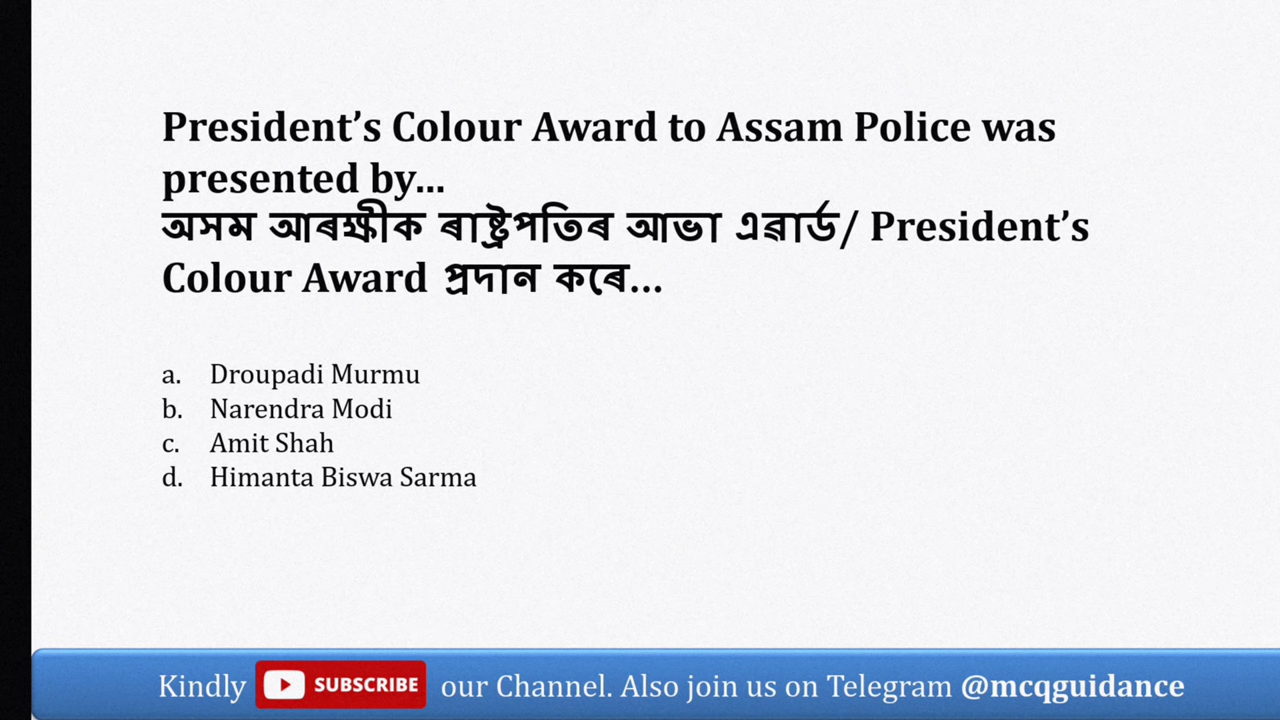 President’s Colour Award to Assam Police was
presented by...
অসম আৰক্ষীক ৰাষ্ট্ৰপতিৰ আভা এৱাৰ্ড/ President’s
Colour Award প্ৰদান কৰে...
a. Droupadi Murmu
b. Narendra Modi
c. Amit Shah
d. Himanta Biswa Sarma
Kindly SUBSCRIBE our Channel. Also join us on Telegram @mcqguidance